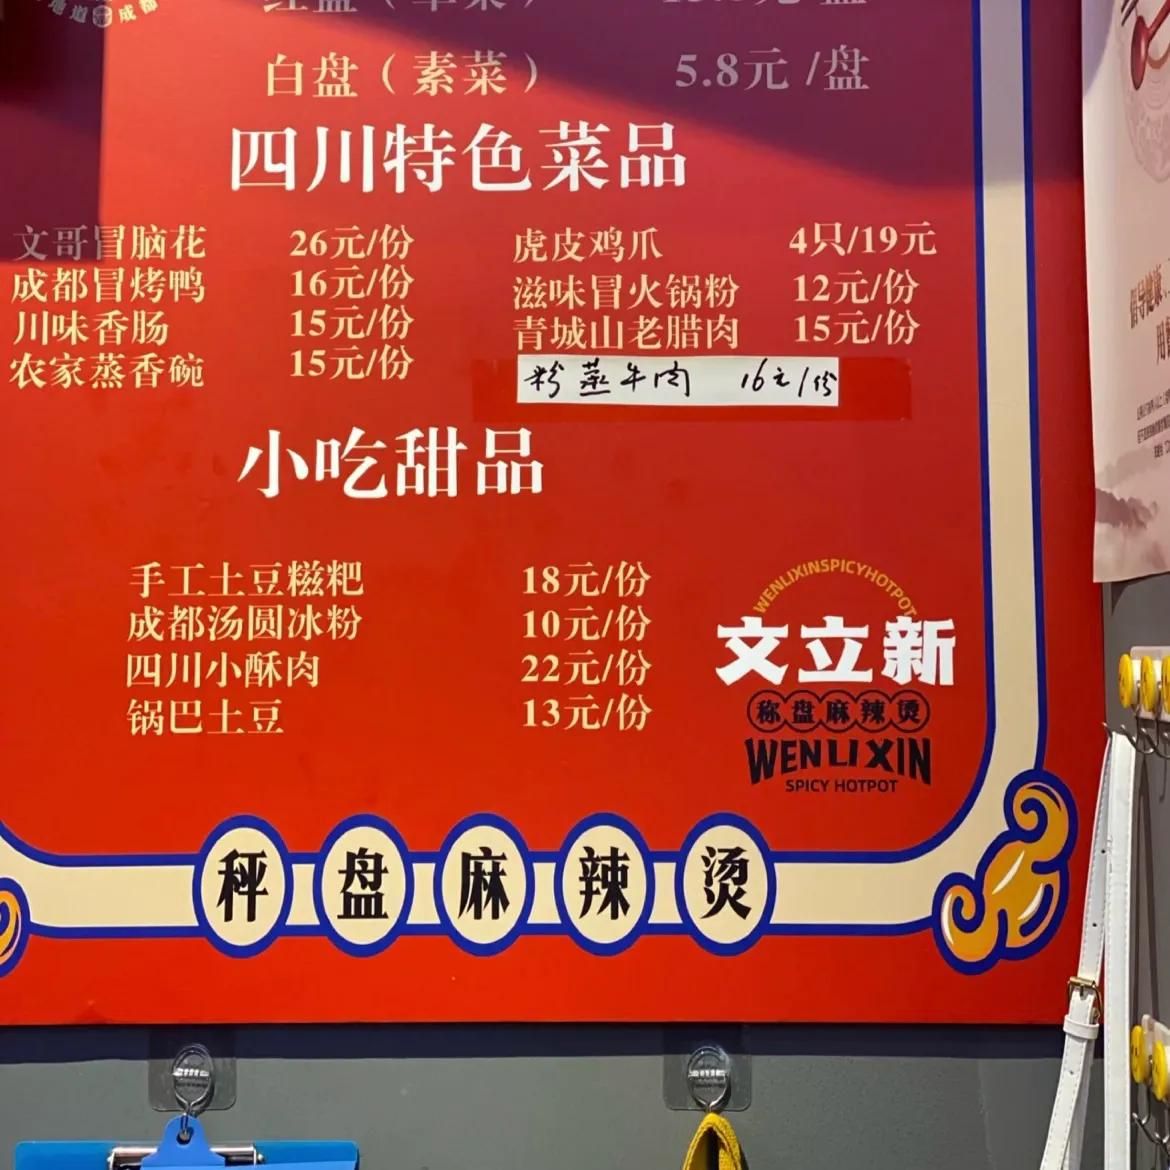 地道 成都
白盘（素菜） 5.8元 /盘
四川特色菜品
文哥冒脑花 26元/份 虎皮鸡爪 4只/19元
成都冒烤鸭 16元/份 滋味冒火锅粉 12元/份
川味香肠 15元/份 青城山老腊肉 15元/份
农家蒸香碗 15元/份 粉蒸牛肉 16元/份
小吃甜品
手工土豆糍粑 18元/份
成都汤圆冰粉 10元/份
四川小酥肉 22元/份
锅巴土豆 13元/份
WENLIXINSPICYHOTPOT
文立新
称盘麻辣烫
WENLIXIN
SPICY HOTPOT
秤盘麻辣烫